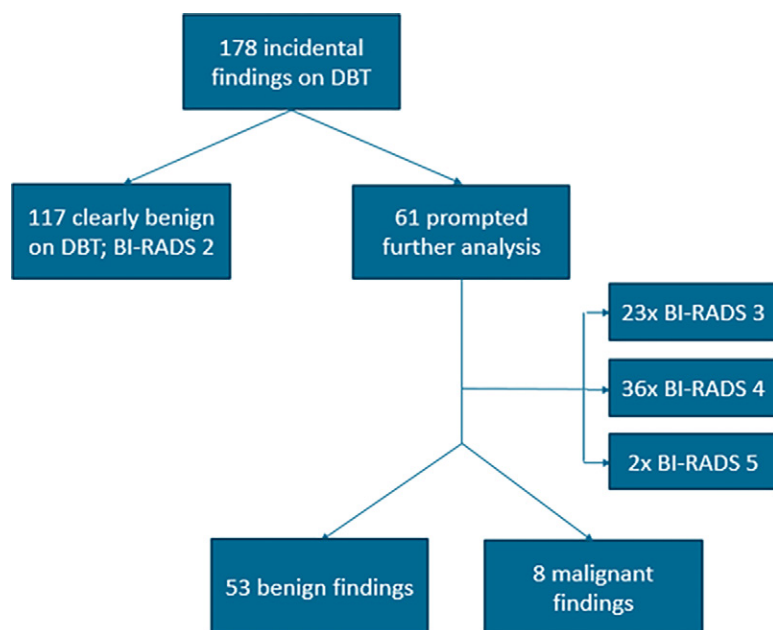 178 incidental
findings on DBT
117 clearly benign
on DBT; BI-RADS 2
61 prompted
further analysis
23x BI-RADS 3
36x BI-RADS 4
2x BI-RADS 5
53 benign findings
8 malignant
findings